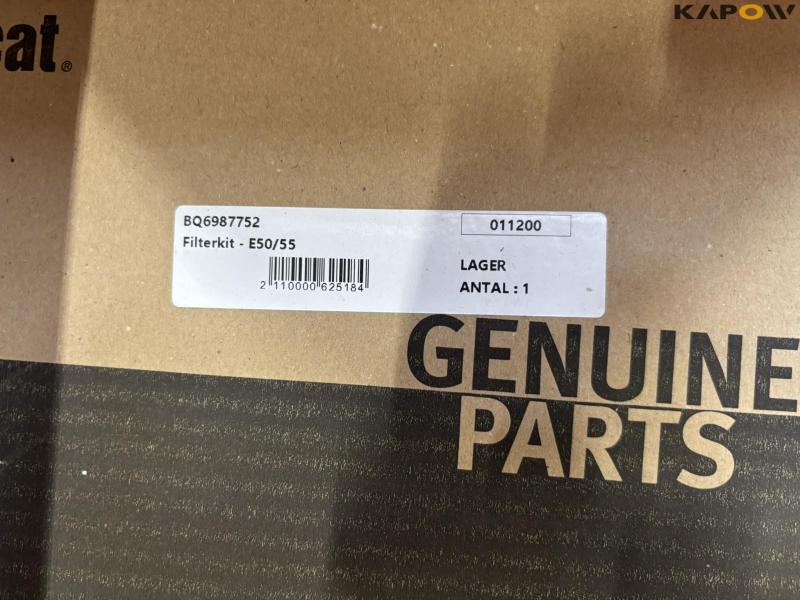 KAPOW
cat®
BQ6987752
011200
Filterkit - E50/55
LAGER
2 110000 625184
ANTAL : 1
GENUINE
PARTS